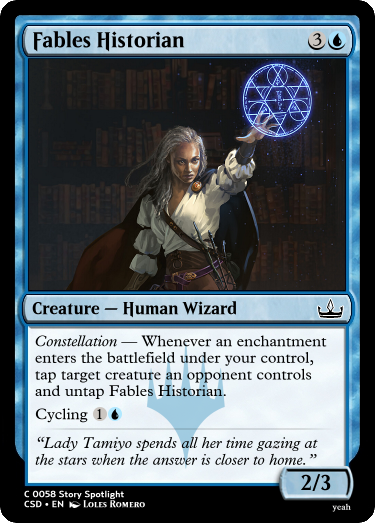 Fables Historian 3
Creature — Human Wizard
Constellation — Whenever an enchantment
enters the battlefield under your control,
tap target creature an opponent controls
and untap Fables Historian.
Cycling 1
“Lady Tamiyo spends all her time gazing at
the stars when the answer is closer to home.”
2/3
C 0058 Story Spotlight
CSD • EN Loles Romero
yeah